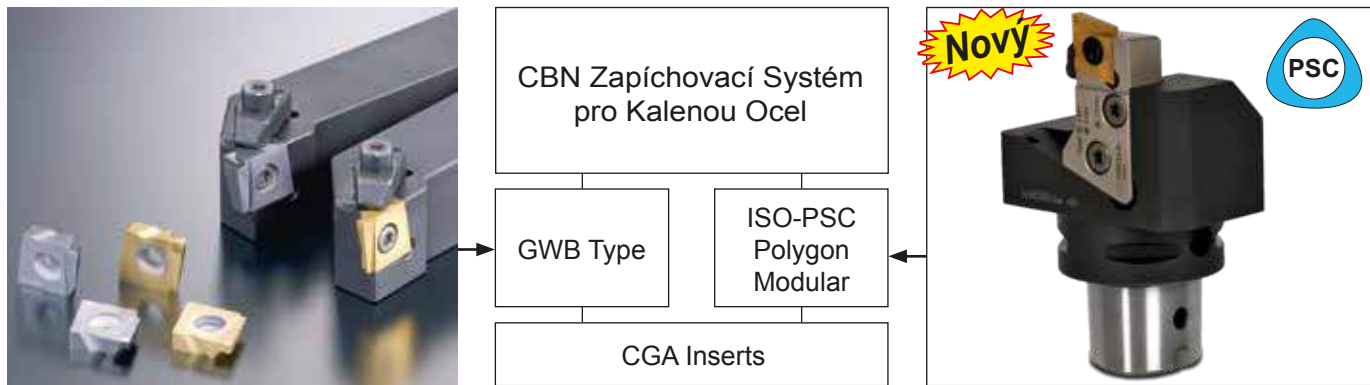 CBN Zapíchovací Systém
pro Kalenou Ocel
GWB Type
ISO-PSC
Polygon
Modular
CGA Inserts
Nový
PSC